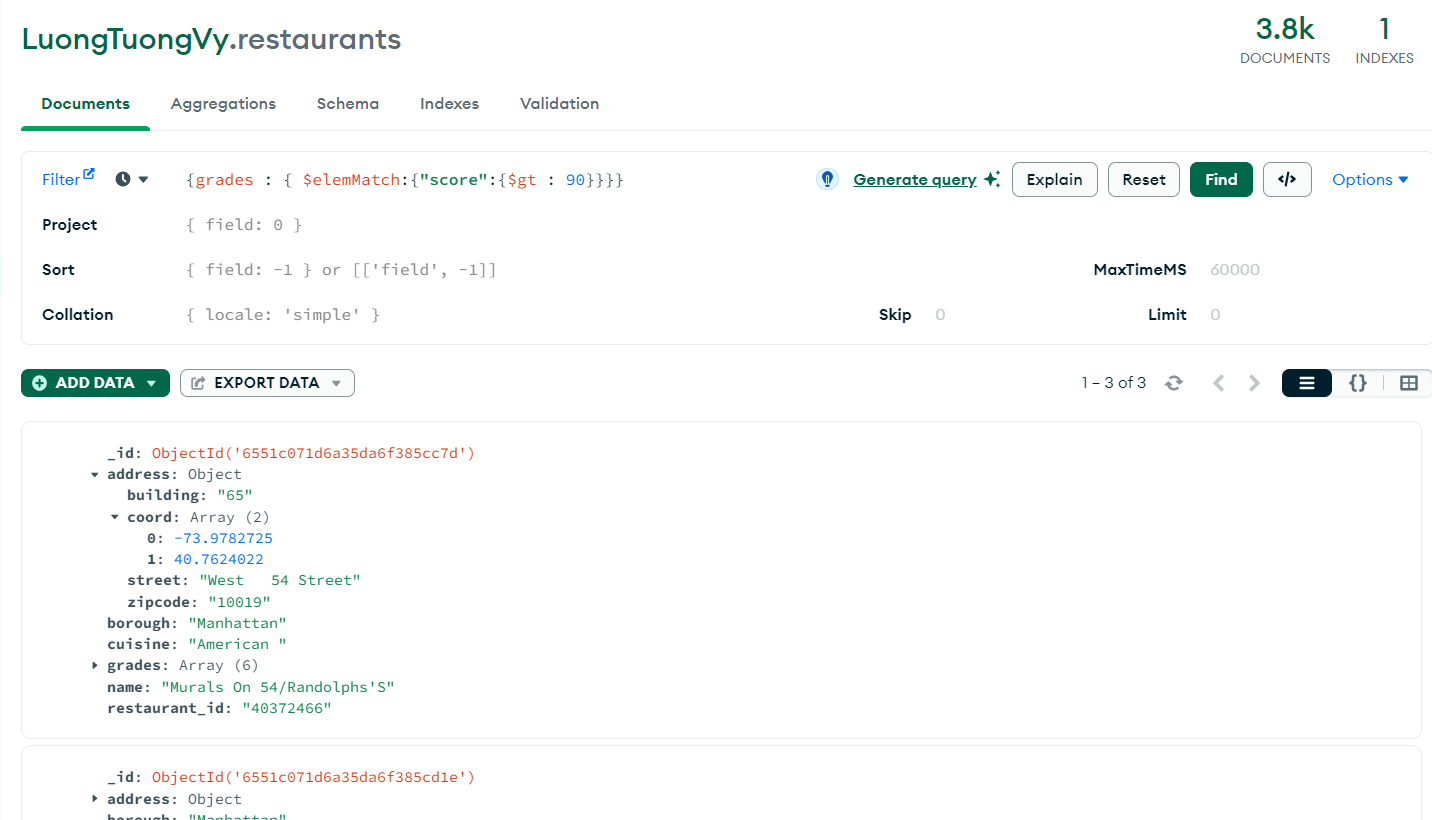 LuongTuongVy.restaurants
3.8k 1
DOCUMENTS INDEXES
Documents Aggregations Schema Indexes Validation
Filter {grades : { $elemMatch:{"score":{$gt : 90}}}} Generate query Explain Reset Find </> Options
Project { field: 0 }
Sort { field: -1 } or [['field', -1]] MaxTimeMS 60000
Collation { locale: 'simple' } Skip 0 Limit 0
ADD DATA EXPORT DATA 1 – 3 of 3 {}
_id: ObjectId('6551c071d6a35da6f385cc7d')
address: Object
building: "65"
coord: Array (2)
0: -73.9782725
1: 40.7624022
street: "West   54 Street"
zipcode: "10019"
borough: "Manhattan"
cuisine: "American "
grades: Array (6)
name: "Murals On 54/Randolphs'S"
restaurant_id: "40372466"
_id: ObjectId('6551c071d6a35da6f385cd1e')
address: Object
borough: "Manhattan"